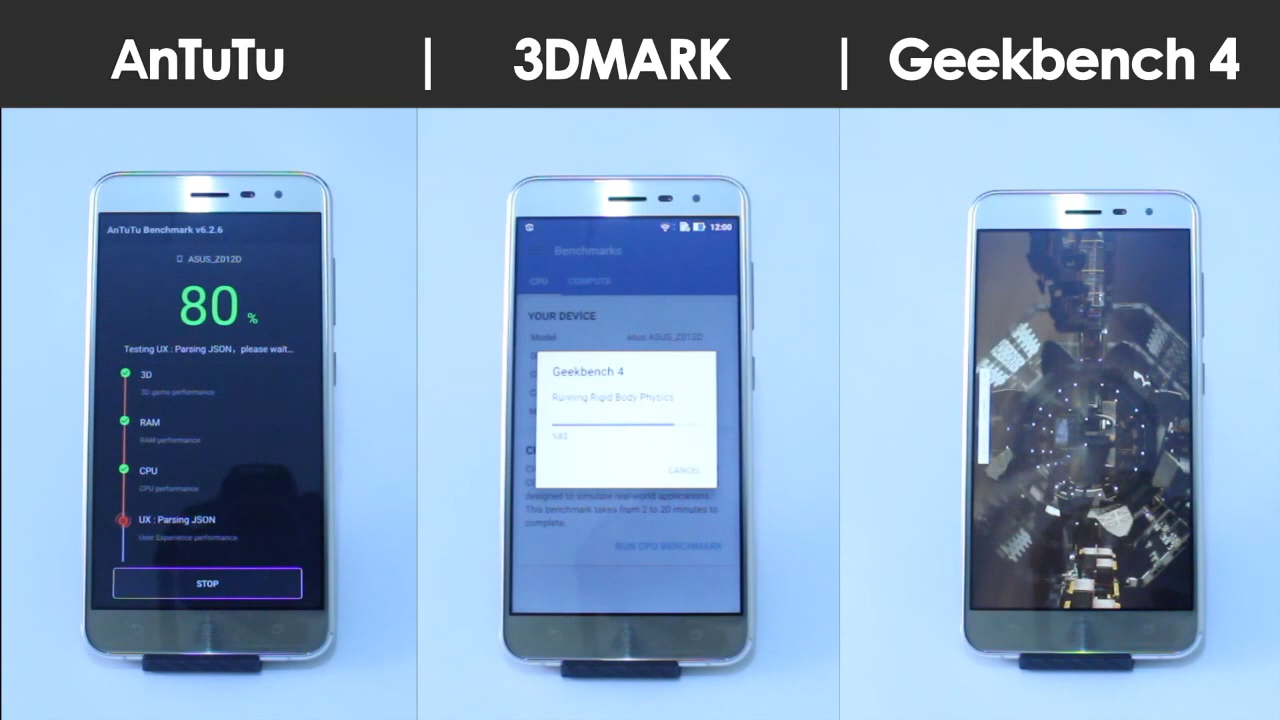 AnTuTu | 3DMARK | Geekbench 4
AnTuTu Benchmark v6.2.6
ASUS_Z012D
80 %
Testing UX : Parsing JSON, please wait...
3D
3D game performance
RAM
RAM performance
CPU
CPU performance
UX : Parsing JSON
User Experience performance
STOP
12:00
Benchmarks
CPU COMPUTE
YOUR DEVICE
Model asus ASUS_Z012D
Geekbench 4
Running Rigid Body Physics
%82
CANCEL
designed to simulate real-world applications.
This benchmark takes from 2 to 20 minutes to
complete.
RUN CPU BENCHMARK